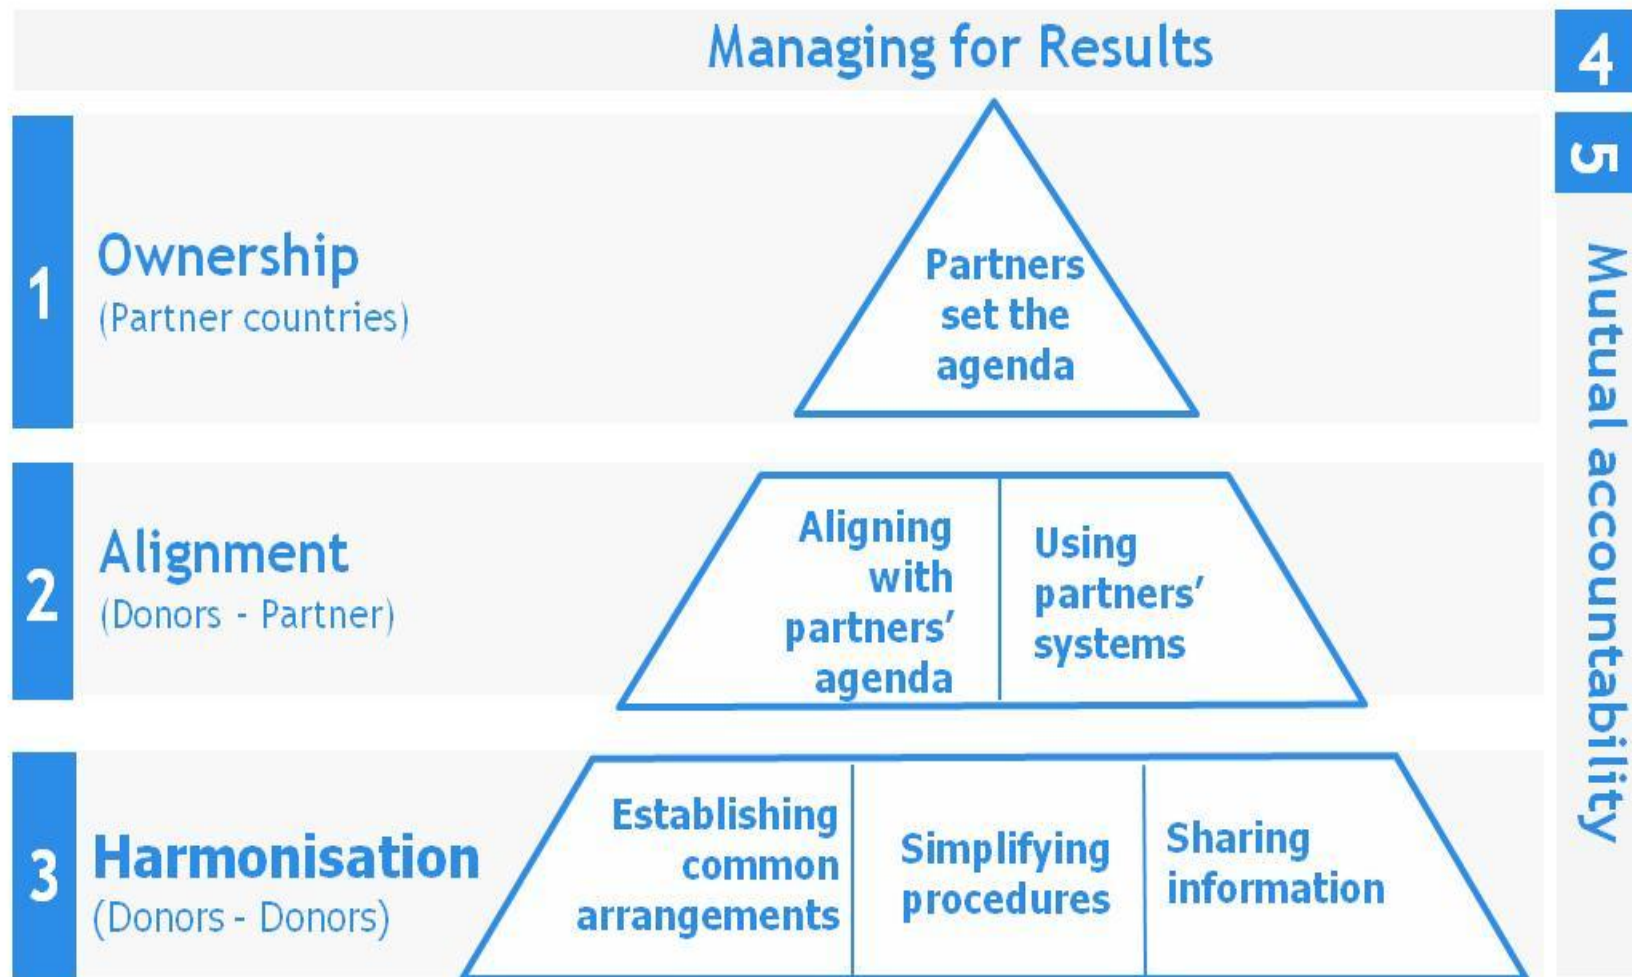 Managing for Results
4
5
Mutual accountability
1
Ownership
(Partner countries)
Partners
set the
agenda
2
Alignment
(Donors - Partner)
Aligning
with
partners’
agenda
Using
partners’
systems
3
Harmonisation
(Donors - Donors)
Establishing
common
arrangements
Simplifying
procedures
Sharing
information